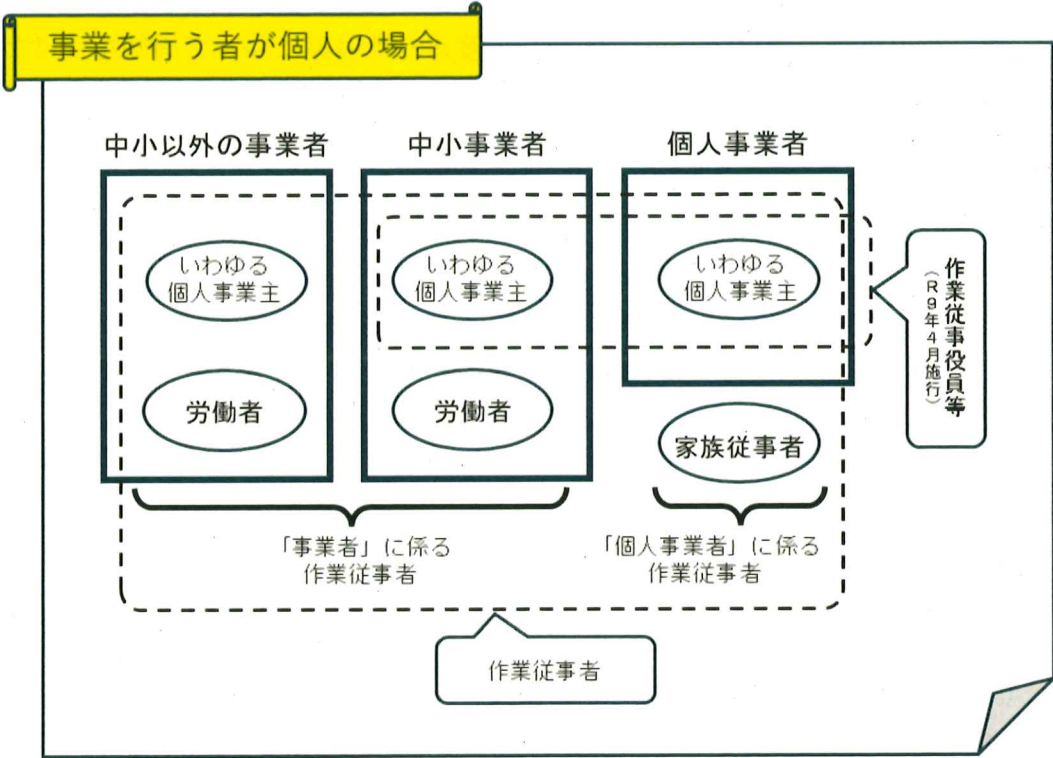 事業を行う者が個人の場合
中小以外の事業者
中小事業者
個人事業者
いわゆる
個人事業主
いわゆる
個人事業主
いわゆる
個人事業主
作業従事役員等
（R9年4月施行）
労働者
労働者
家族従事者
「事業者」に係る
作業従事者
「個人事業者」に係る
作業従事者
作業従事者